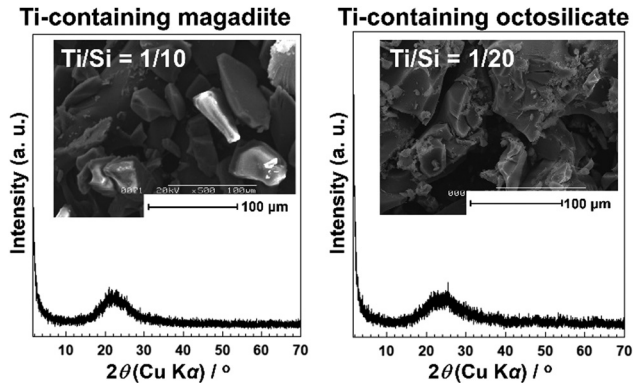 Ti-containing magadiite
Ti/Si = 1/10
20kV ×500 100µm
100 µm
Intensity (a. u.)
10 20 30 40 50 60 70
2θ (Cu Kα) / °
Ti-containing octosilicate
Ti/Si = 1/20
000
100 µm
Intensity (a. u.)
10 20 30 40 50 60 70
2θ (Cu Kα) / °